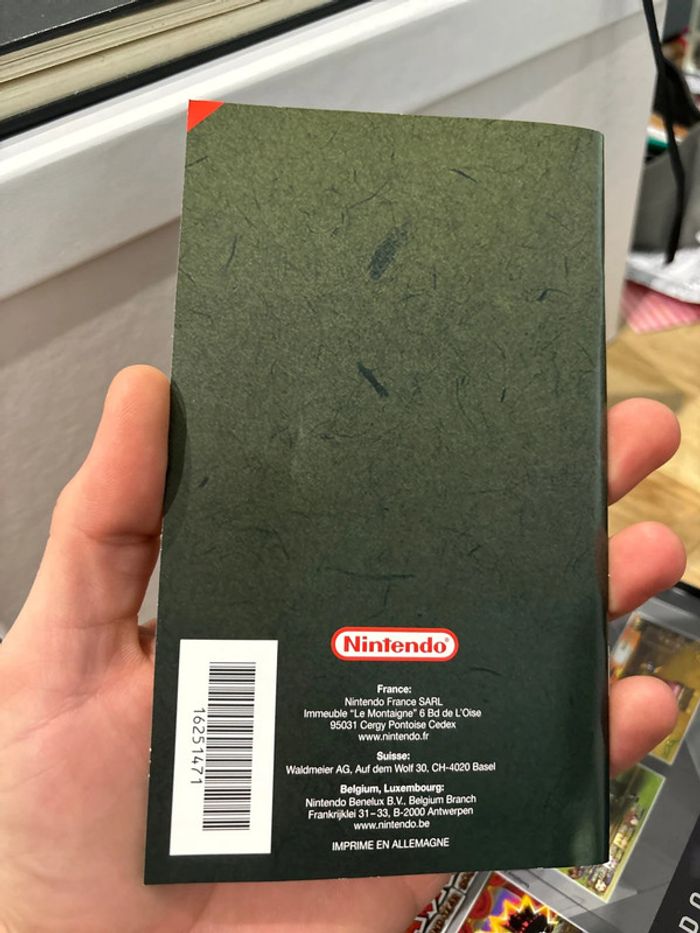 Nintendo®
France:
Nintendo France SARL
Immeuble "Le Montaigne" 6 Bd de L'Oise
95031 Cergy Pontoise Cedex
www.nintendo.fr
Suisse:
Waldmeier AG, Auf dem Wolf 30, CH-4020 Basel
Belgium, Luxembourg:
Nintendo Benelux B.V., Belgium Branch
Frankrijklei 31–33, B-2000 Antwerpen
www.nintendo.be
IMPRIME EN ALLEMAGNE
16251471